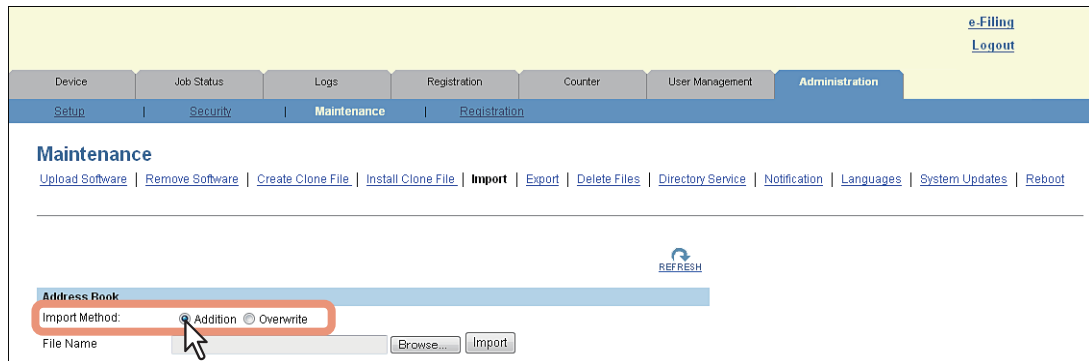 e-Filing
Logout
Device Job Status Logs Registration Counter User Management Administration
Setup | Security | Maintenance | Registration
Maintenance
Upload Software | Remove Software | Create Clone File | Install Clone File | Import | Export | Delete Files | Directory Service | Notification | Languages | System Updates | Reboot
REFRESH
Address Book
Import Method: Addition Overwrite
File Name Browse... Import